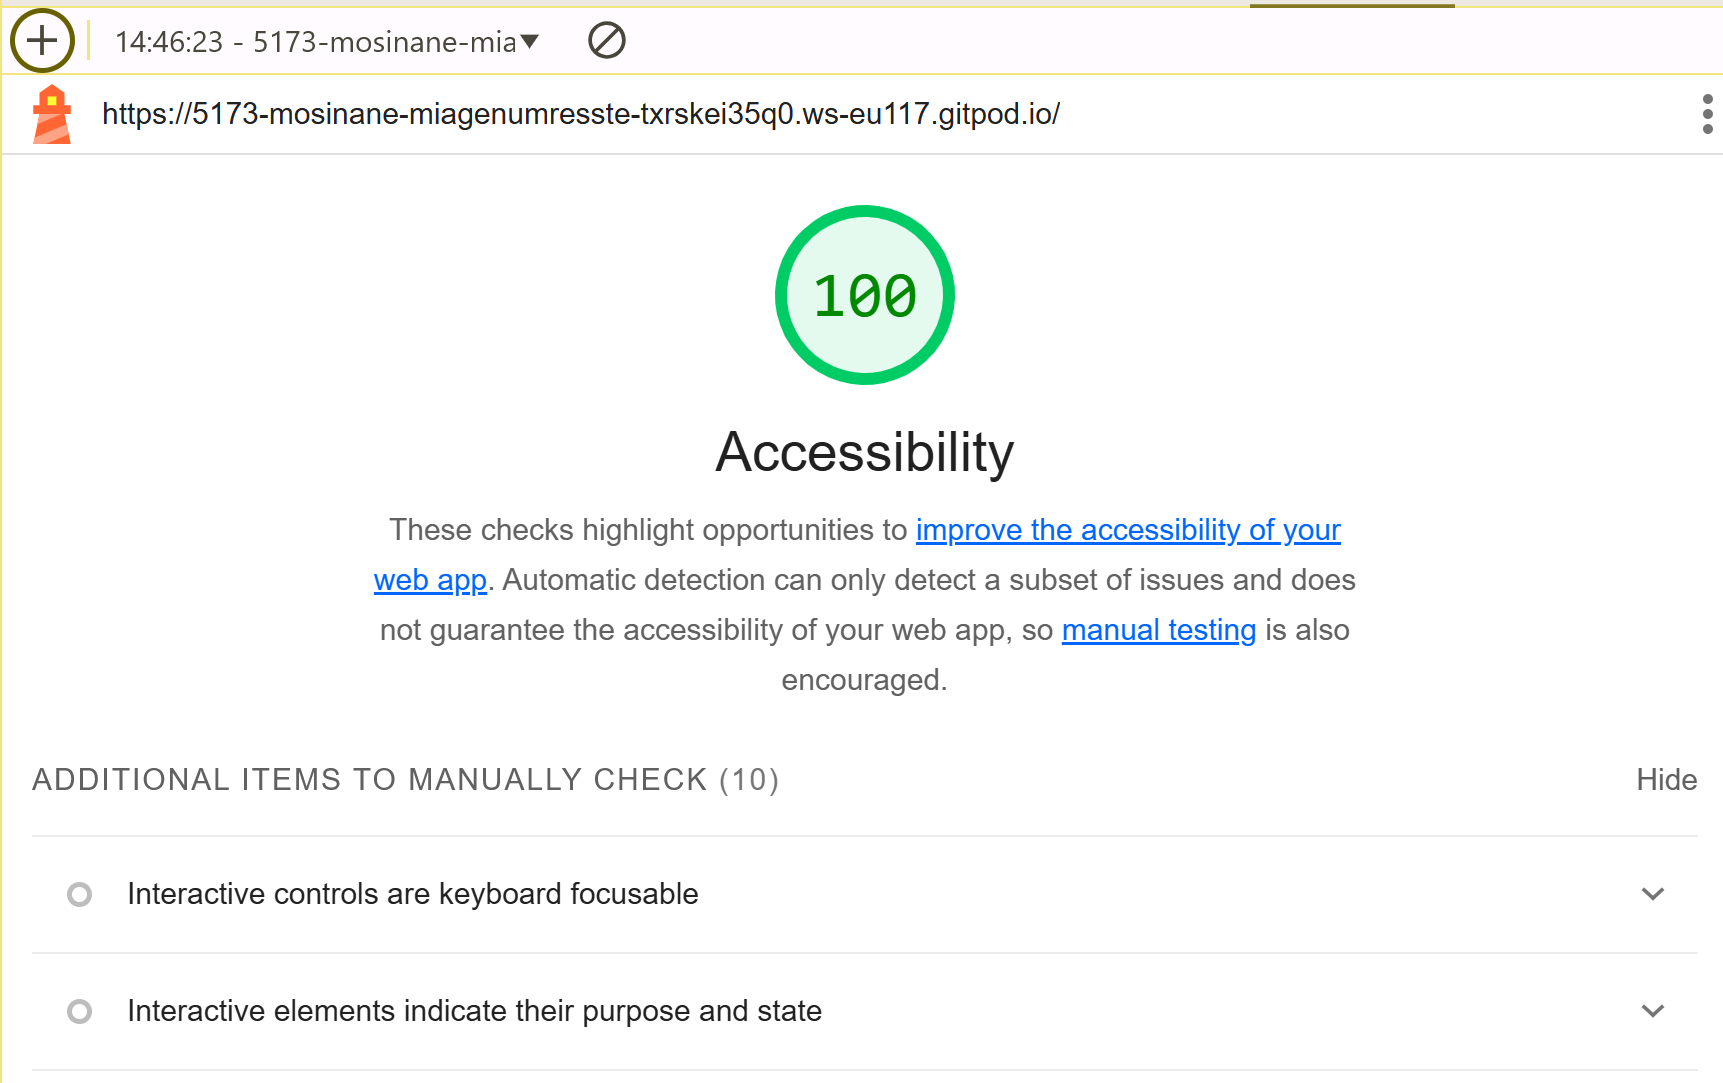 14:46:23 - 5173-mosinane-mia
https://5173-mosinane-miagenumresste-txrskei35q0.ws-eu117.gitpod.io/
100
Accessibility
These checks highlight opportunities to improve the accessibility of your
web app. Automatic detection can only detect a subset of issues and does
not guarantee the accessibility of your web app, so manual testing is also
encouraged.
ADDITIONAL ITEMS TO MANUALLY CHECK (10)
Hide
Interactive controls are keyboard focusable
Interactive elements indicate their purpose and state